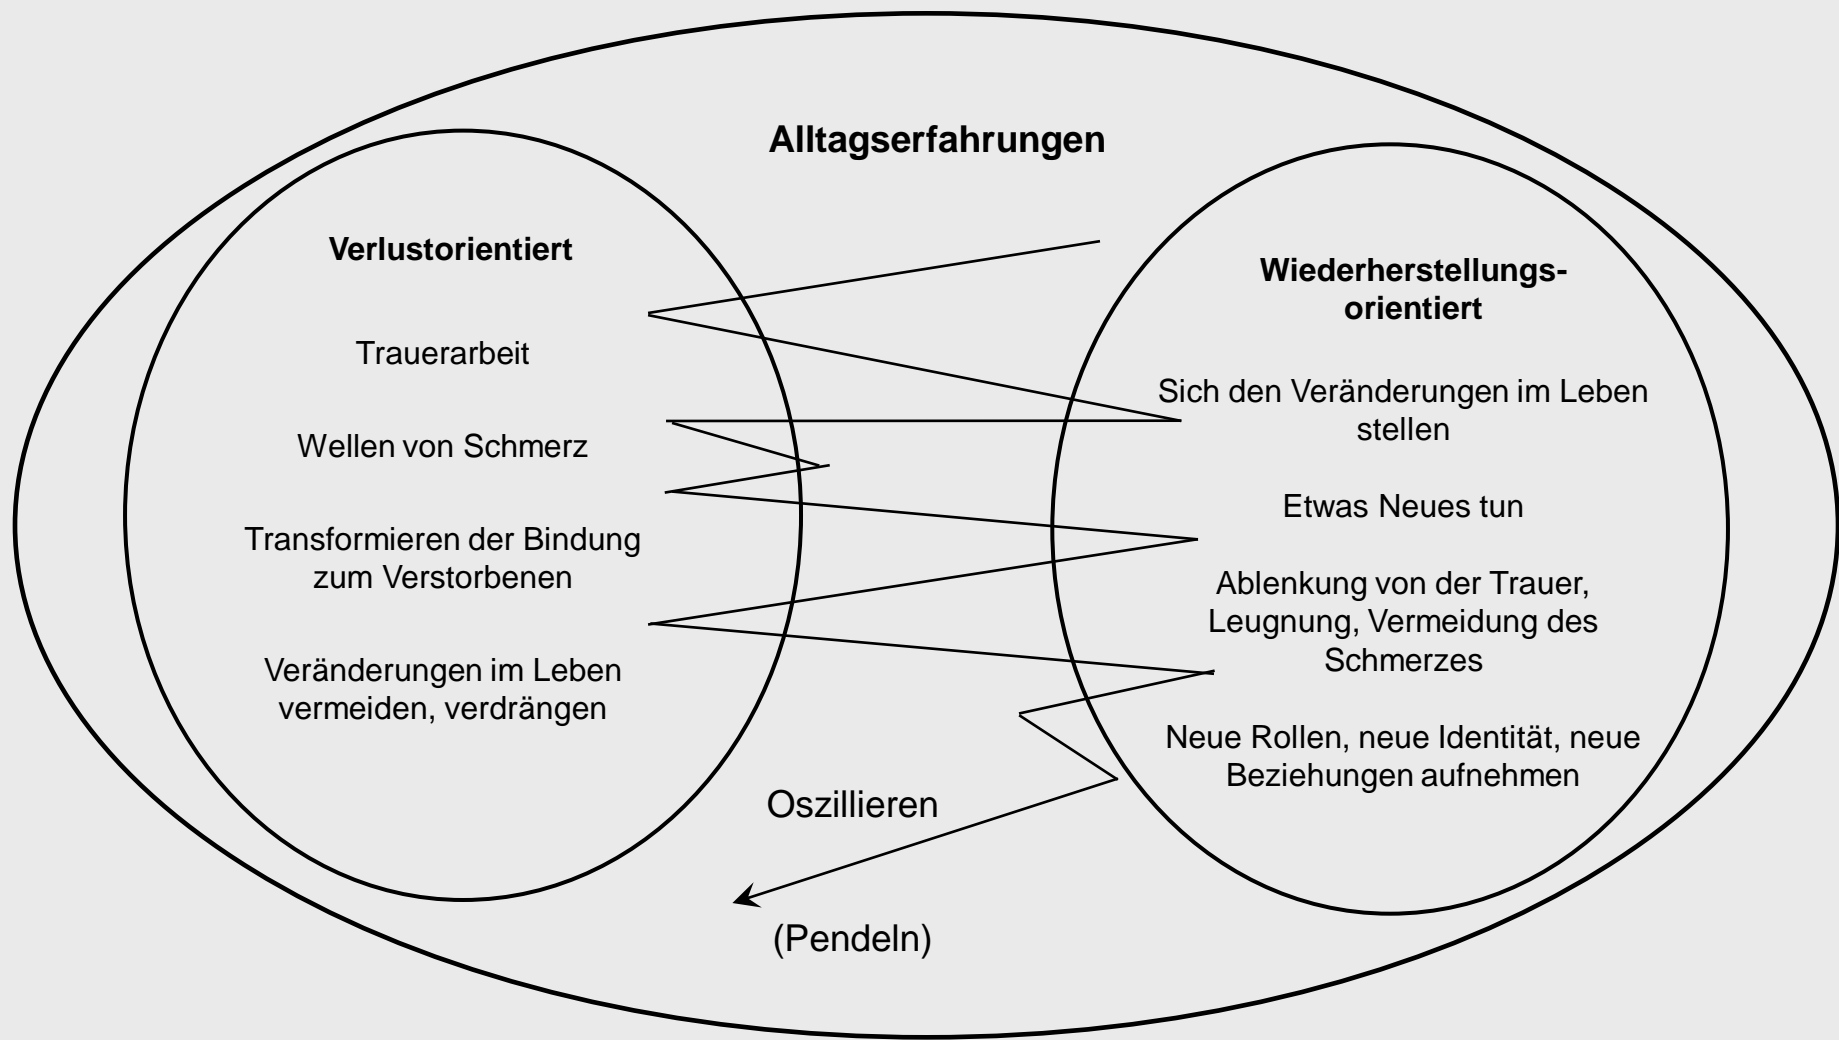 Alltagserfahrungen
Verlustorientiert
Trauerarbeit
Wellen von Schmerz
Transformieren der Bindung
zum Verstorbenen
Veränderungen im Leben
vermeiden, verdrängen
Wiederherstellungs-
orientiert
Sich den Veränderungen im Leben
stellen
Etwas Neues tun
Ablenkung von der Trauer,
Leugnung, Vermeidung des
Schmerzes
Neue Rollen, neue Identität, neue
Beziehungen aufnehmen
Oszillieren
(Pendeln)